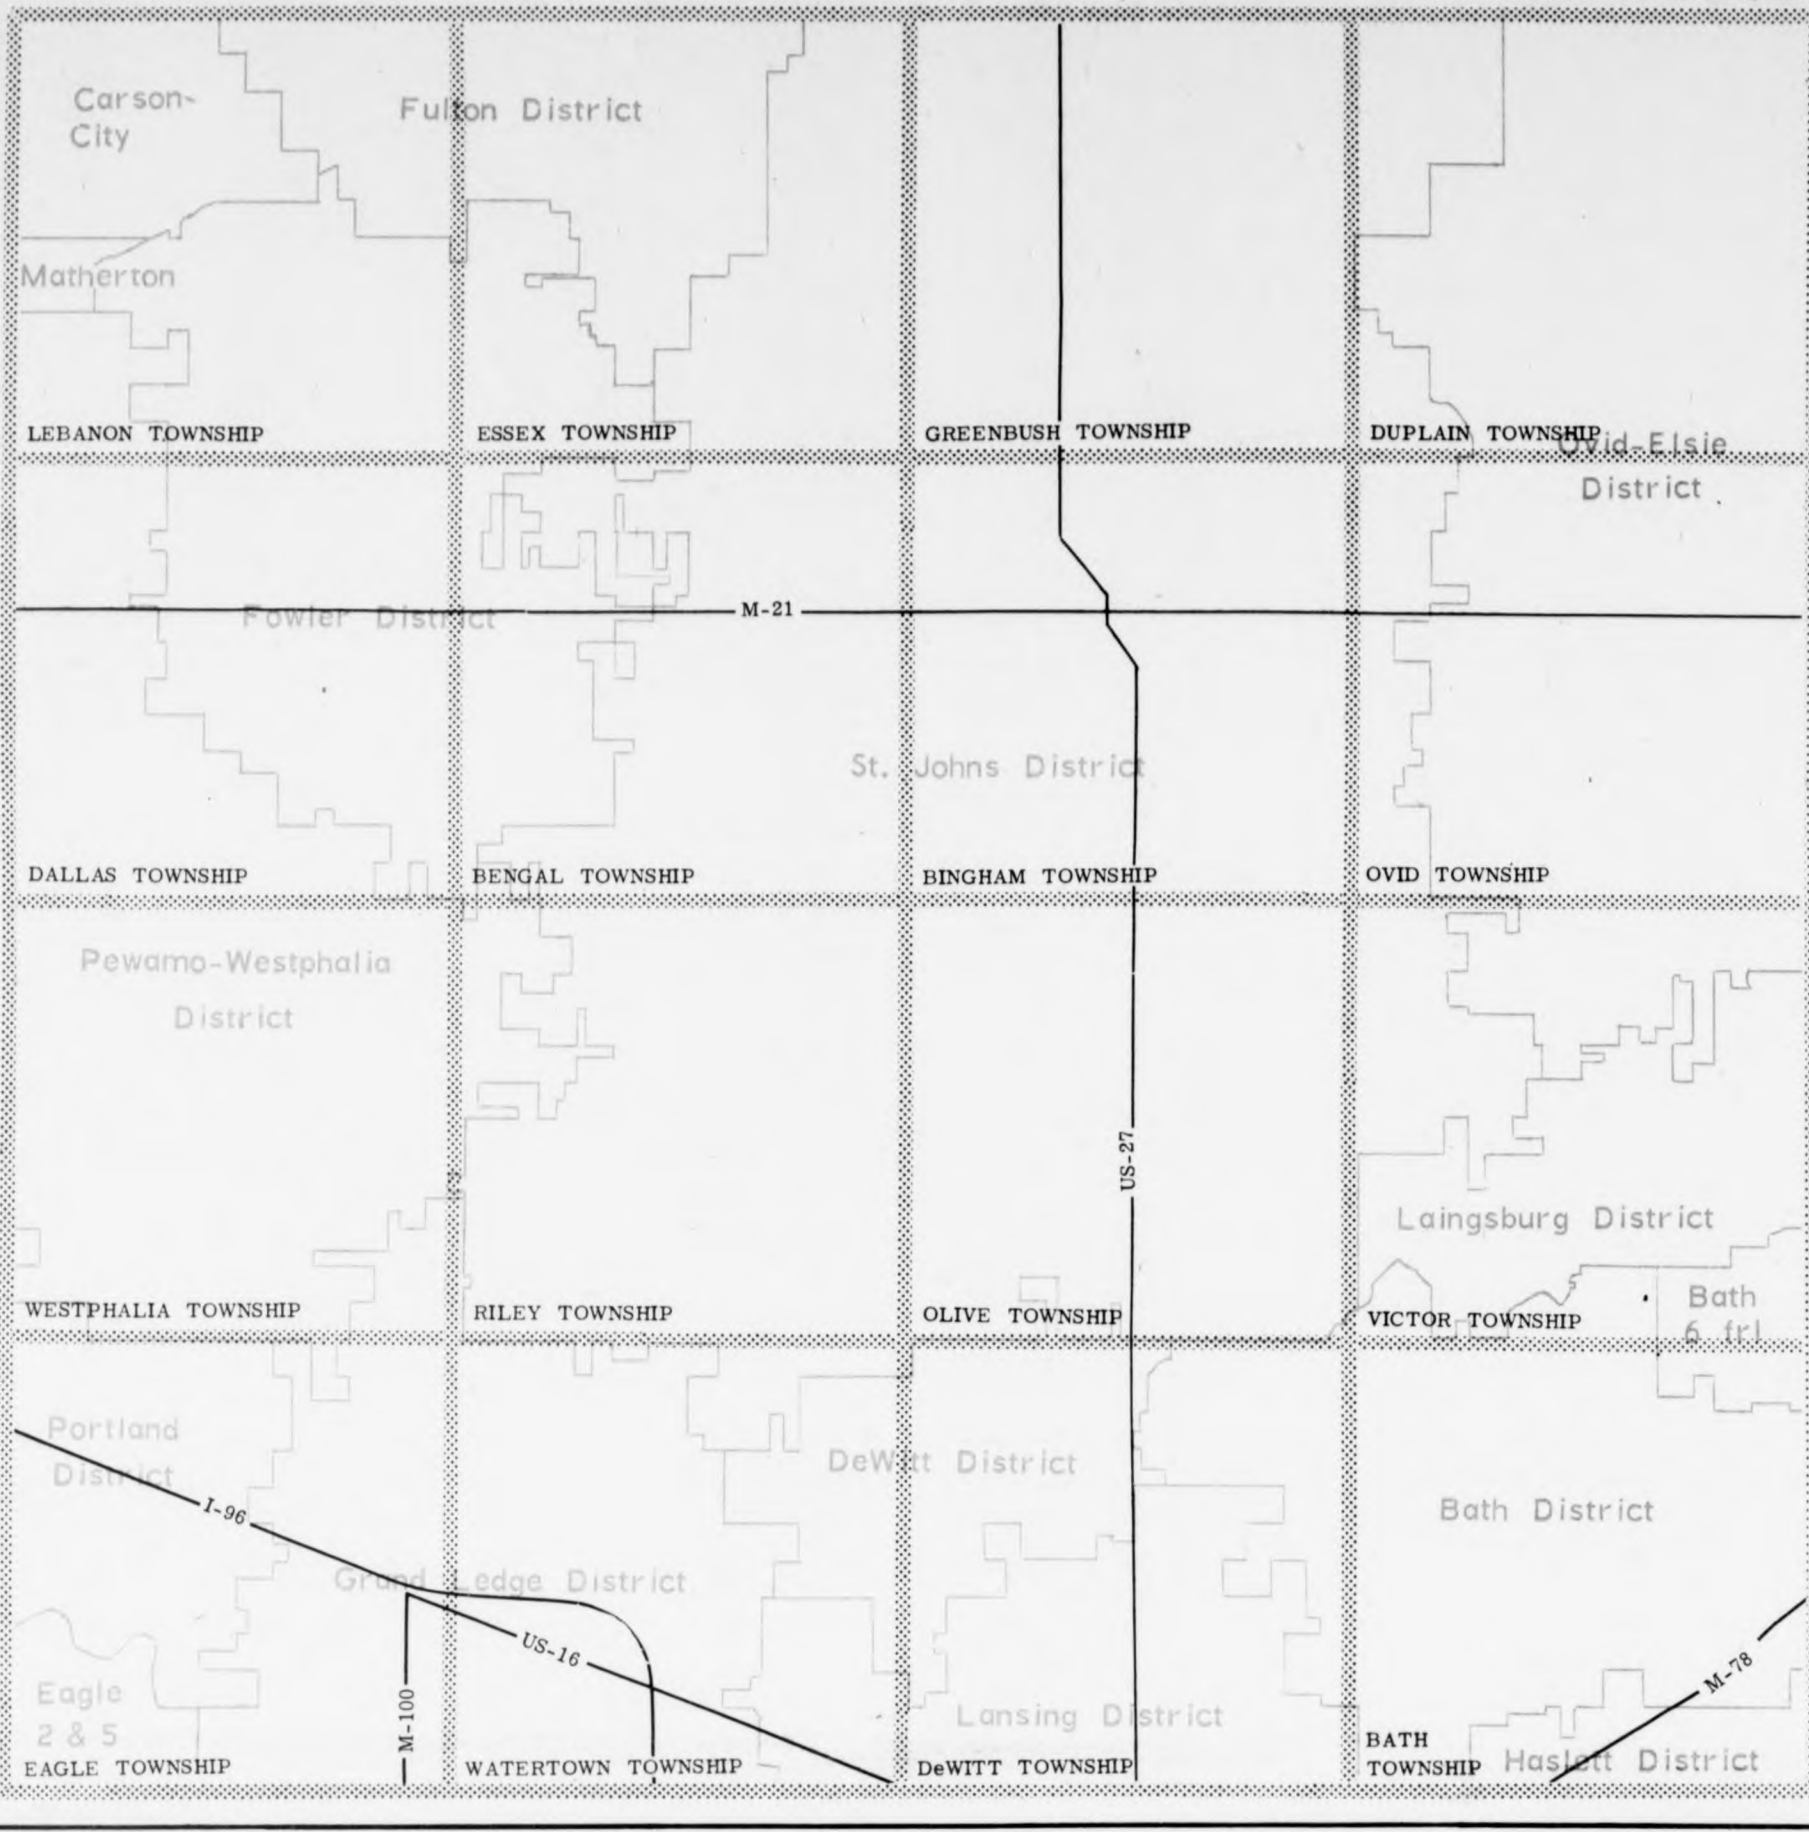 Carson-
City
Fulton District
Matherton
LEBANON TOWNSHIP
ESSEX TOWNSHIP
GREENBUSH TOWNSHIP
DUPLAIN TOWNSHIP
Ovid-Elsie
District
Fowler District
M-21
St. Johns District
DALLAS TOWNSHIP
BENGAL TOWNSHIP
BINGHAM TOWNSHIP
OVID TOWNSHIP
Pewamo-Westphalia
District
US-27
Laingsburg District
Bath
6 frl
WESTPHALIA TOWNSHIP
RILEY TOWNSHIP
OLIVE TOWNSHIP
VICTOR TOWNSHIP
Portland
District
DeWitt District
I-96
Bath District
Grand Ledge District
US-16
Eagle
2 & 5
M-100
Lansing District
M-78
EAGLE TOWNSHIP
WATERTOWN TOWNSHIP
DeWITT TOWNSHIP
BATH
TOWNSHIP
Haslett District